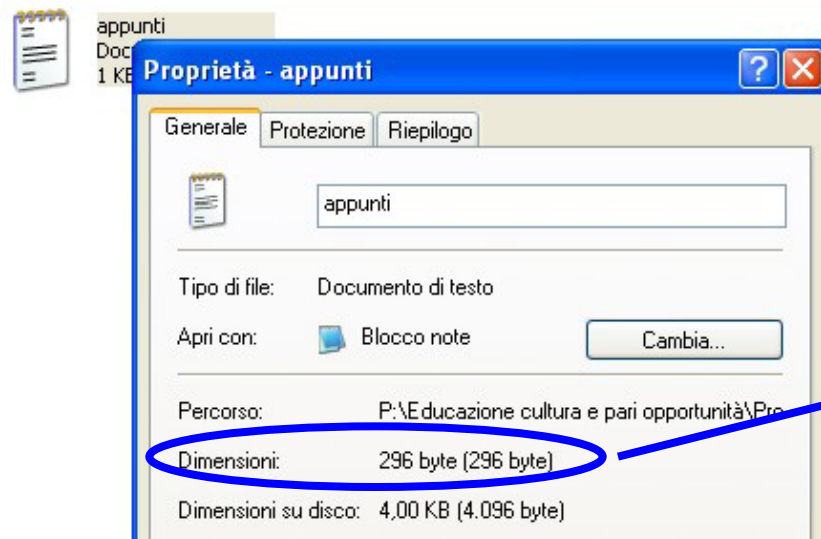 appunti
Doc
1 KE
Proprietà - appunti
Generale Protezione Riepilogo
appunti
Tipo di file: Documento di testo
Apri con: Blocco note Cambia...
Percorso: P:\Educazione cultura e pari opportunità\Pro
Dimensioni: 296 byte (296 byte)
Dimensioni su disco: 4,00 KB (4.096 byte)